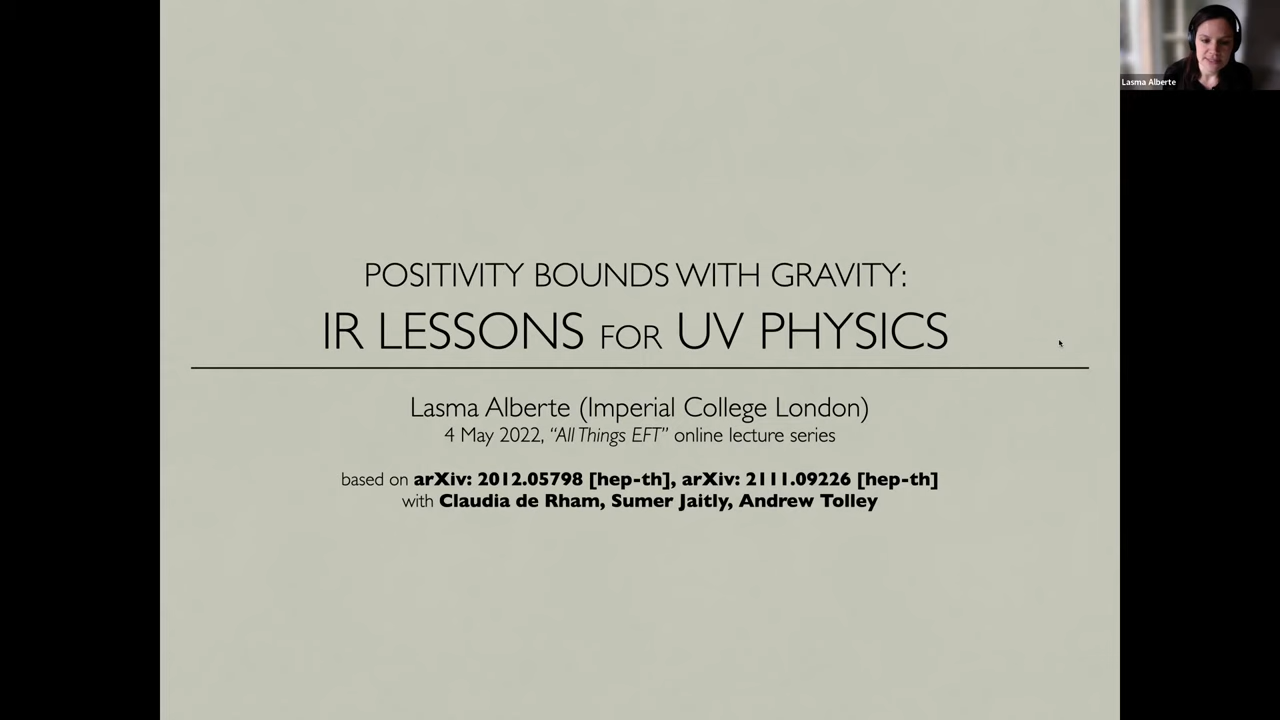 POSITIVITY BOUNDS WITH GRAVITY:
IR LESSONS FOR UV PHYSICS
Lasma Alberte (Imperial College London)
4 May 2022, “All Things EFT” online lecture series
based on arXiv: 2012.05798 [hep-th], arXiv: 2111.09226 [hep-th]
with Claudia de Rham, Sumer Jaitly, Andrew Tolley
Lasma Alberte